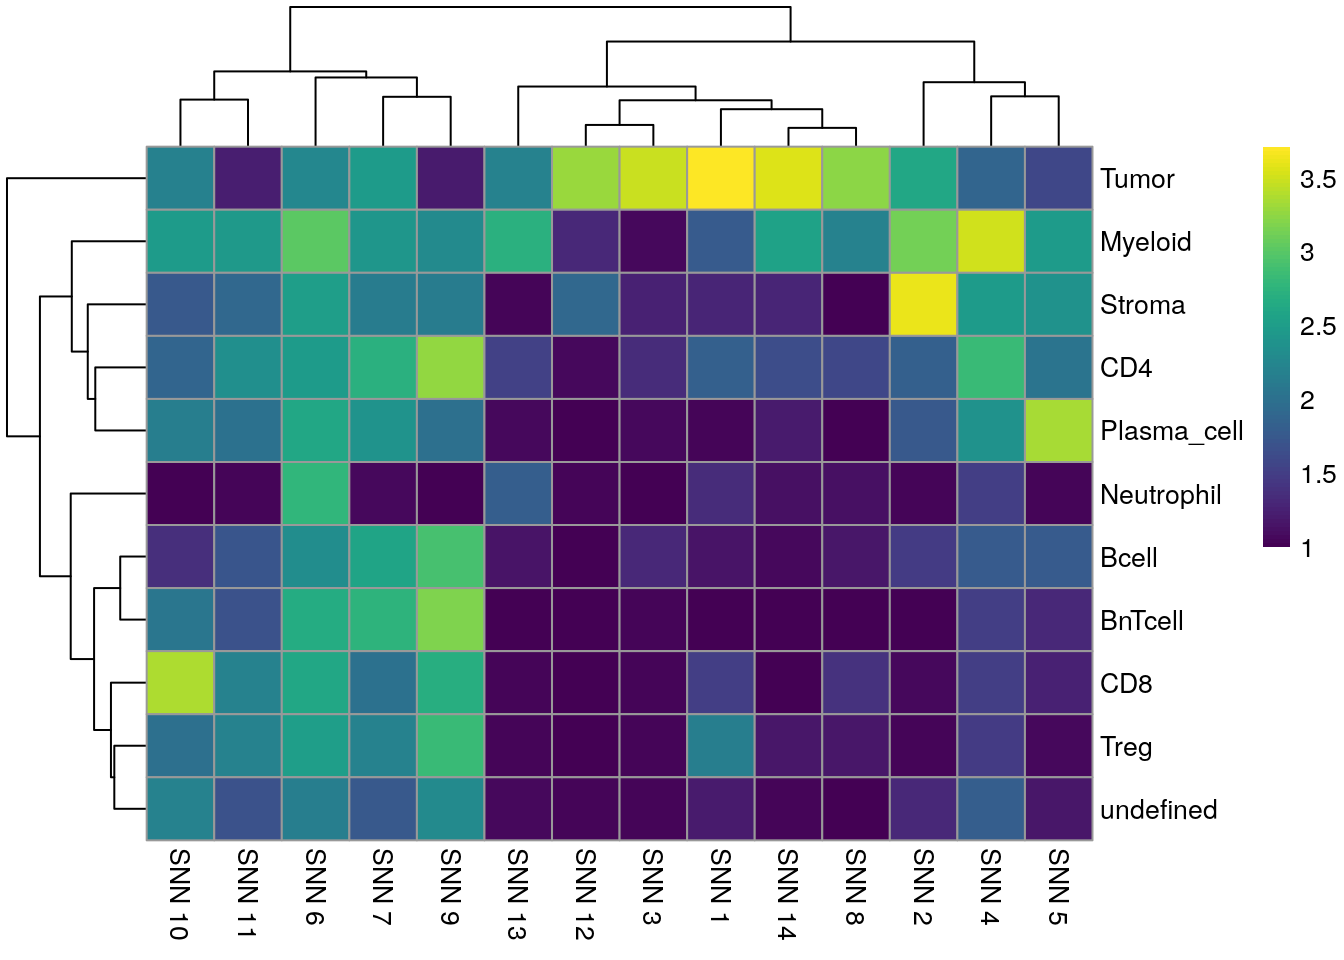 Tumor
Myeloid
Stroma
CD4
Plasma_cell
Neutrophil
Bcell
BnTcell
CD8
Treg
undefined
SNN 10
SNN 11
SNN 6
SNN 7
SNN 9
SNN 13
SNN 12
SNN 3
SNN 1
SNN 14
SNN 8
SNN 2
SNN 4
SNN 5
3.5
3
2.5
2
1.5
1